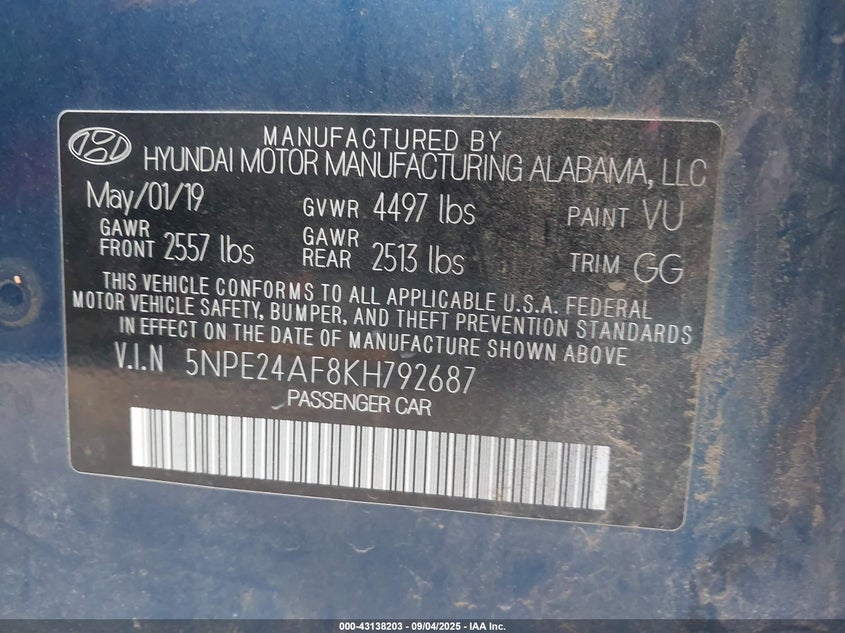 MANUFACTURED BY
HYUNDAI MOTOR MANUFACTURING ALABAMA, LLC
May/01/19 GVWR 4497 lbs PAINT VU
GAWR FRONT 2557 lbs GAWR REAR 2513 lbs TRIM GG
THIS VEHICLE CONFORMS TO ALL APPLICABLE U.S.A. FEDERAL
MOTOR VEHICLE SAFETY, BUMPER, AND THEFT PREVENTION STANDARDS
IN EFFECT ON THE DATE OF MANUFACTURE SHOWN ABOVE
V.I.N 5NPE24AF8KH792687
PASSENGER CAR
000-43138203 - 09/04/2025 - IAA Inc.